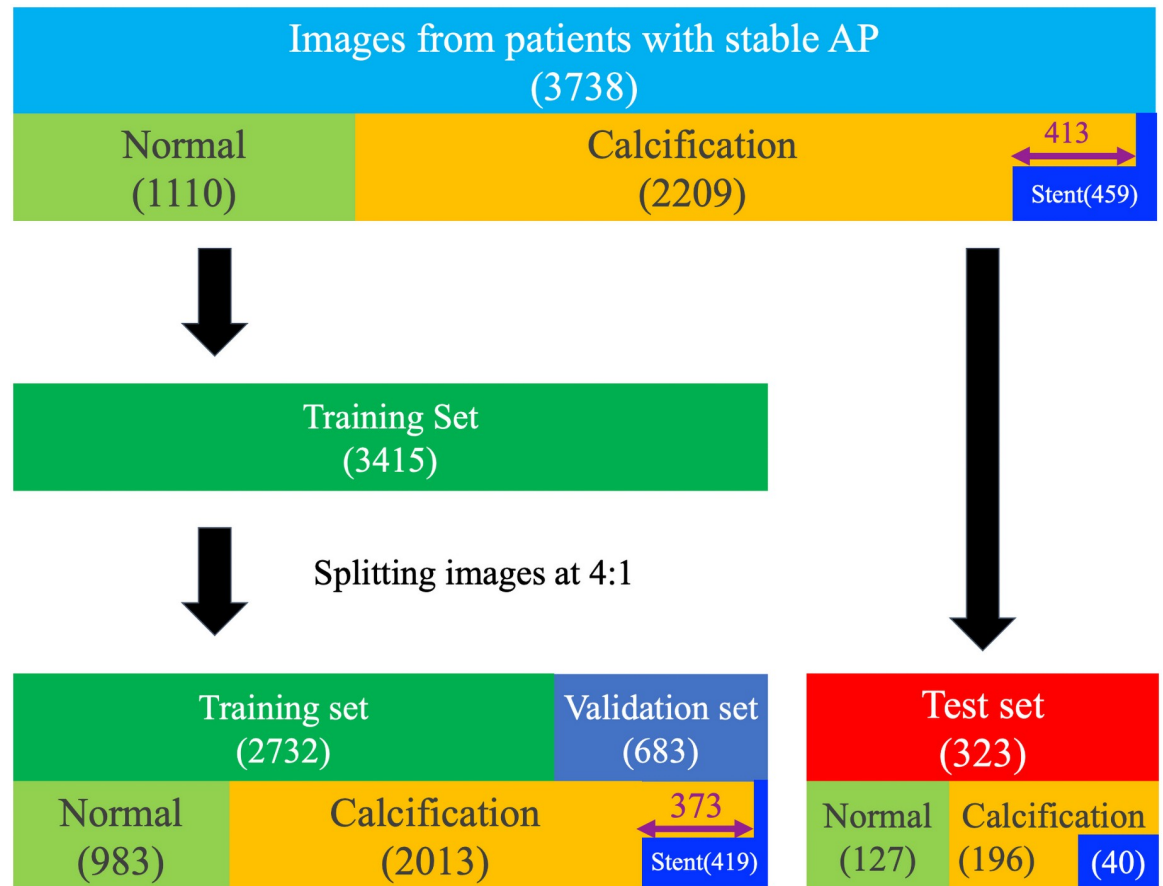 Images from patients with stable AP
(3738)
Normal
(1110)
Calcification
(2209)
413
Stent(459)
Training Set
(3415)
Splitting images at 4:1
Training set
(2732)
Validation set
(683)
Test set
(323)
Normal
(983)
Calcification
(2013)
373
Stent(419)
Normal
(127)
Calcification
(196)
(40)